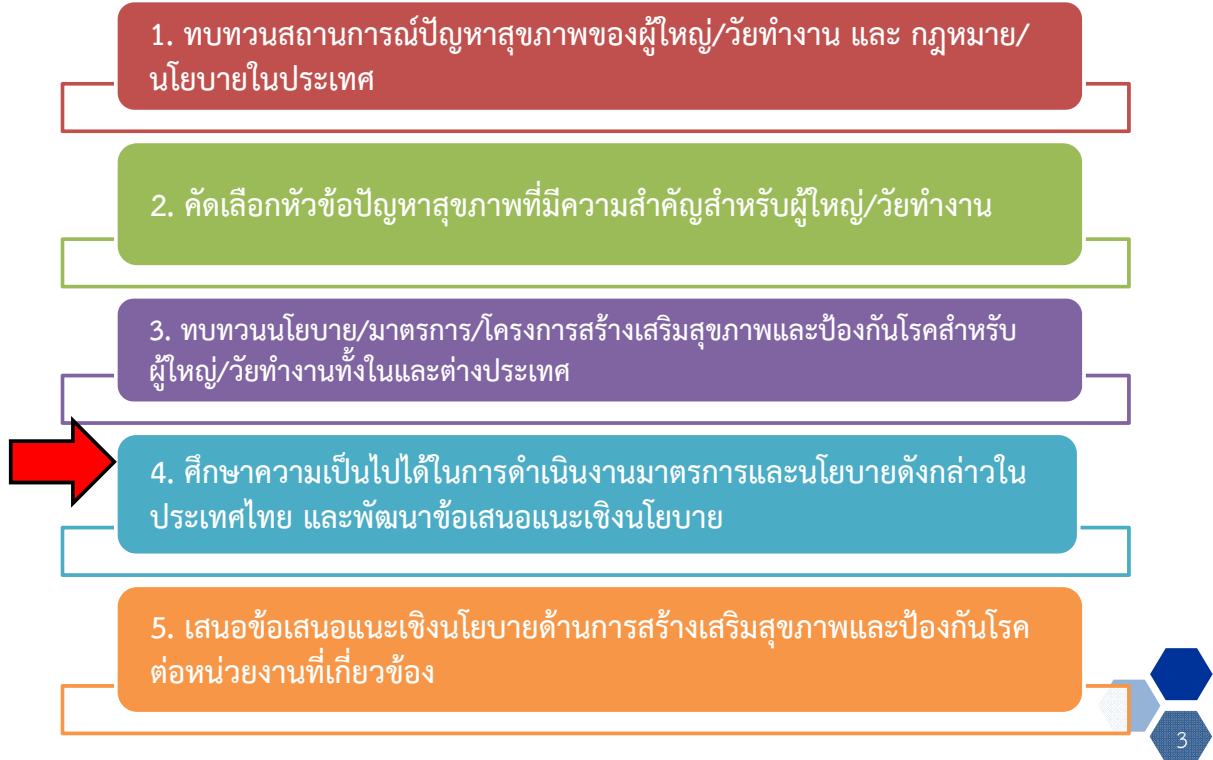 1. ทบทวนสถานการณ์ปัญหาสุขภาพของผู้ใหญ่/วัยทำงาน และ กฎหมาย/
นโยบายในประเทศ
2. คัดเลือกหัวข้อปัญหาสุขภาพที่มีความสำคัญสำหรับผู้ใหญ่/วัยทำงาน
3. ทบทวนนโยบาย/มาตรการ/โครงการสร้างเสริมสุขภาพและป้องกันโรคสำหรับ
ผู้ใหญ่/วัยทำงานทั้งในและต่างประเทศ
4. ศึกษาความเป็นไปได้ในการดำเนินงานมาตรการและนโยบายดังกล่าวใน
ประเทศไทย และพัฒนาข้อเสนอแนะเชิงนโยบาย
5. เสนอข้อเสนอแนะเชิงนโยบายด้านการสร้างเสริมสุขภาพและป้องกันโรค
ต่อหน่วยงานที่เกี่ยวข้อง
3